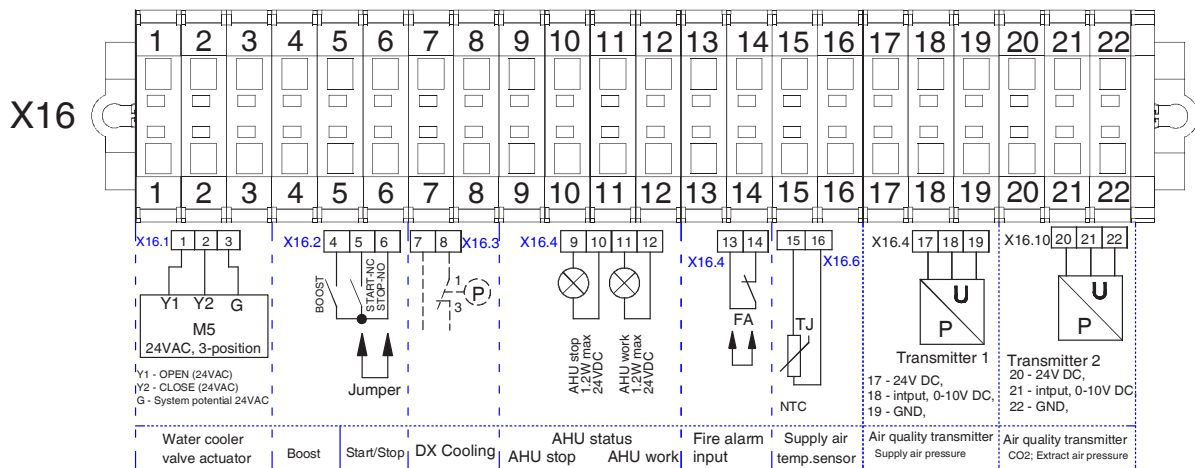 1 2 3 4 5 6 7 8 9 10 11 12 13 14 15 16 17 18 19 20 21 22
X16
1 2 3 4 5 6 7 8 9 10 11 12 13 14 15 16 17 18 19 20 21 22
X16.1 1 2 3
Y1 Y2 G
M5
24VAC, 3-position
Y1 - OPEN (24VAC)
Y2 - CLOSE (24VAC)
G - System potential 24VAC
Water cooler
valve actuator
X16.2 4 5 6
BOOST
START-NC
STOP-NO
Jumper
Boost
Start/Stop
7 8 X16.3
1
P
3
DX Cooling
X16.4 9 10 11 12
AHU stop
1.2W max
24VDC
AHU work
1.2W max
24VDC
AHU status
AHU stop AHU work
13 14
X16.4
FA
Fire alarm
input
15 16
X16.6
TJ
NTC
Supply air
temp.sensor
X16.4 17 18 19
U
P
Transmitter 1
17 - 24V DC,
18 - intput, 0-10V DC,
19 - GND,
Air quality transmitter
Supply air pressure
X16.10 20 21 22
U
P
Transmitter 2
20 - 24V DC,
21 - intput, 0-10V DC,
22 - GND,
Air quality transmitter
CO2; Extract air pressure